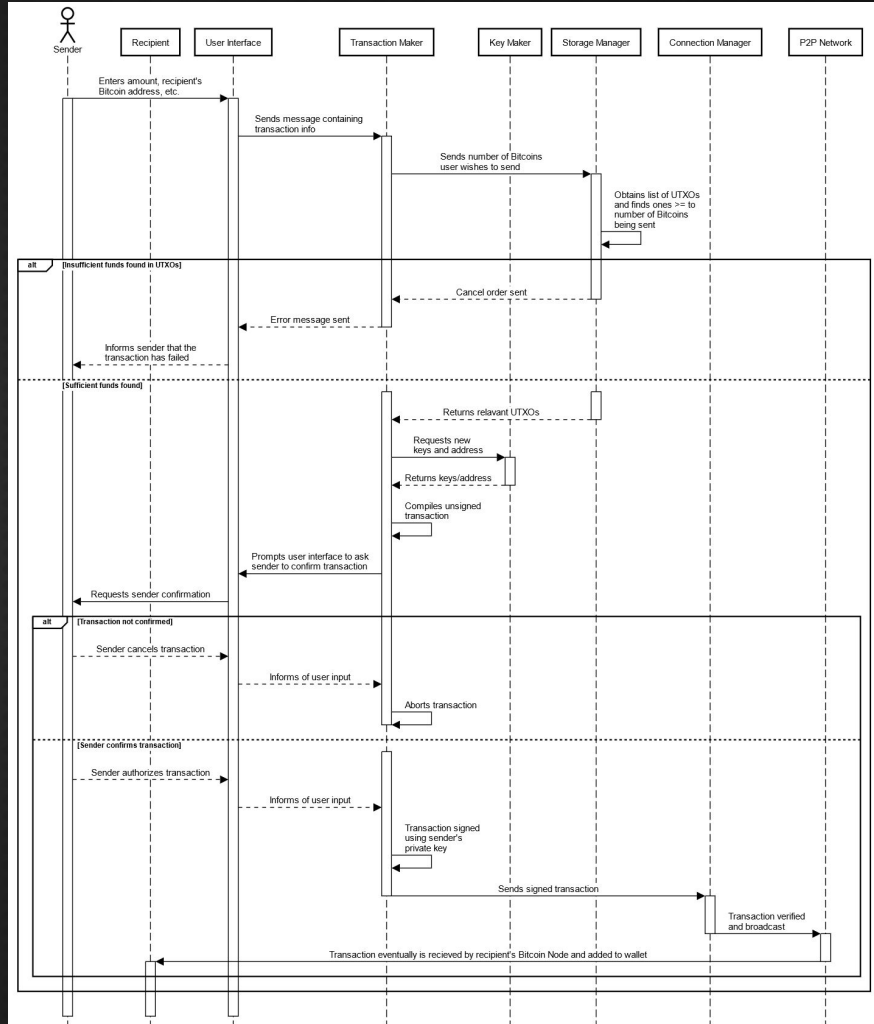 Sender
Recipient
User Interface
Transaction Maker
Key Maker
Storage Manager
Connection Manager
P2P Network
Enters amount, recipient's
Bitcoin address, etc.
Sends message containing
transaction info
Sends number of Bitcoins
user wishes to send
Obtains list of UTXOs
and finds ones >= to
number of Bitcoins
being sent
alt
[Insufficient funds found in UTXOs]
Cancel order sent
Error message sent
Informs sender that the
transaction has failed
[Sufficient funds found]
Returns relavant UTXOs
Requests new
keys and address
Returns keys/address
Compiles unsigned
transaction
Prompts user interface to ask
sender to confirm transaction
Requests sender confirmation
alt
[Transaction not confirmed]
Sender cancels transaction
Informs of user input
Aborts transaction
[Sender confirms transaction]
Sender authorizes transaction
Informs of user input
Transaction signed
using sender's
private key
Sends signed transaction
Transaction verified
and broadcast
Transaction eventually is recieved by recipient's Bitcoin Node and added to wallet